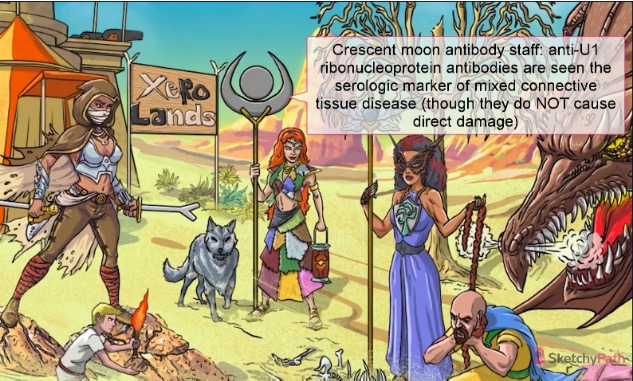 Crescent moon antibody staff: anti-U1
ribonucleoprotein antibodies are seen the
serologic marker of mixed connective
tissue disease (though they do NOT cause
direct damage)
Xero
Lands
SketchyPath